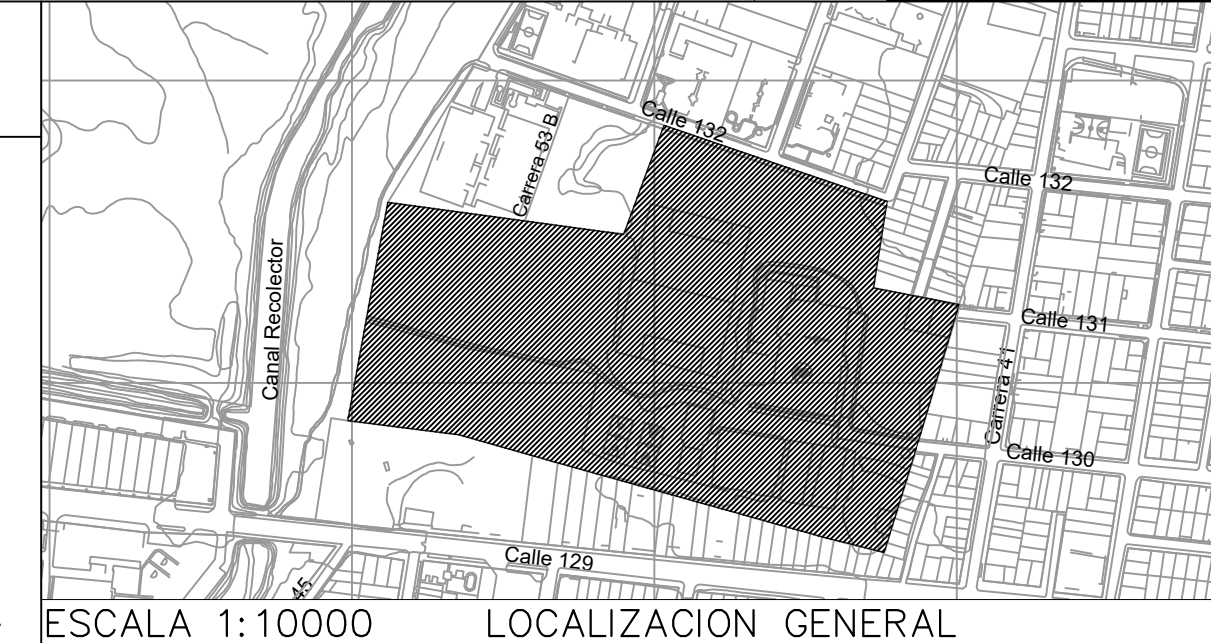 Calle 132
Carrera 53 B
Calle 132
Canal Recolector
Calle 131
Carrera 41
Calle 130
Calle 129
45
ESCALA 1:10000 LOCALIZACION GENERAL